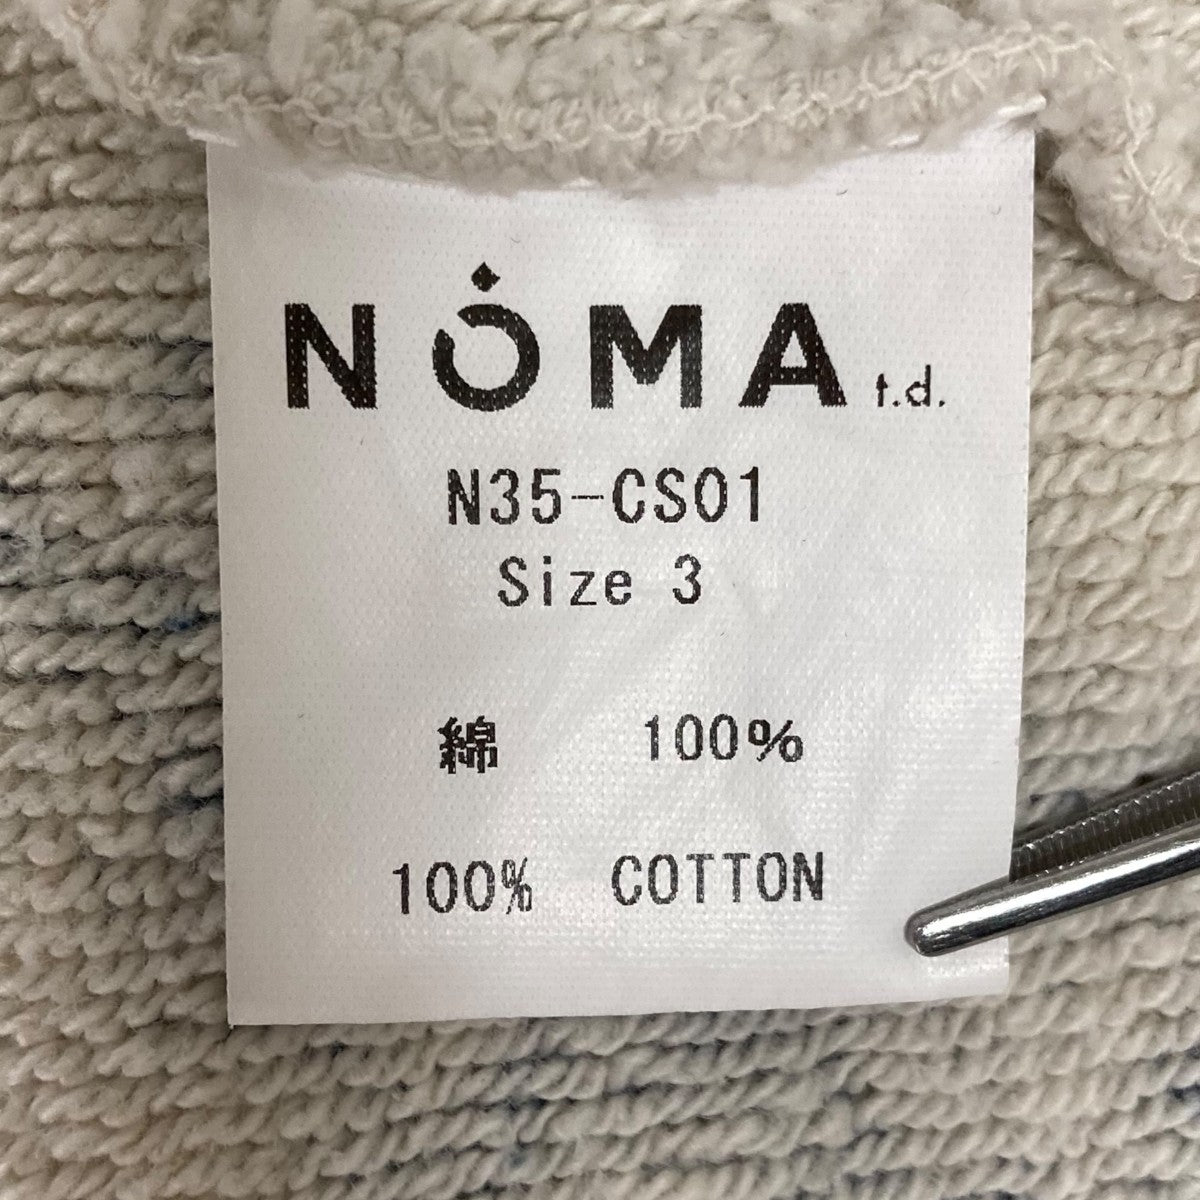 NOMA t.d.
N35-CS01
Size 3
綿 100%
100% COTTON